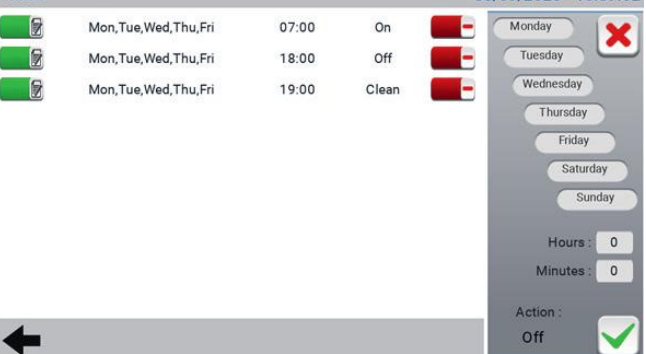 Mon,Tue,Wed,Thu,Fri 07:00 On
Mon,Tue,Wed,Thu,Fri 18:00 Off
Mon,Tue,Wed,Thu,Fri 19:00 Clean
Monday
Tuesday
Wednesday
Thursday
Friday
Saturday
Sunday
Hours : 0
Minutes : 0
Action :
Off